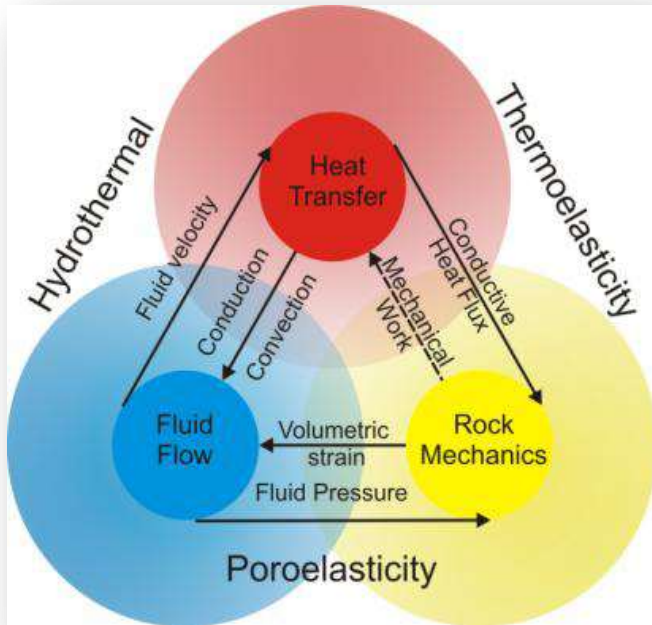 Hydrothermal
Thermoelasticity
Heat
Transfer
Fluid velocity
Conduction
Convection
Mechanical
Work
Conductive
Heat Flux
Fluid
Flow
Volumetric
strain
Rock
Mechanics
Fluid Pressure
Poroelasticity